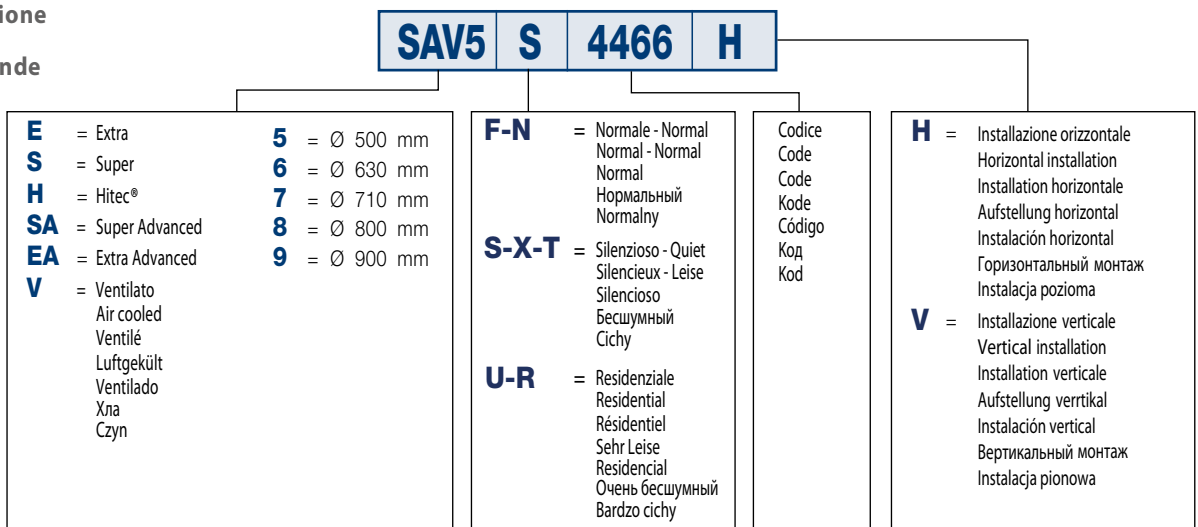 ione
nde
SAV5 S 4466 H
E = Extra
S = Super
H = Hitec®
SA = Super Advanced
EA = Extra Advanced
V = Ventilato
Air cooled
Ventilé
Luftgekült
Ventilado
Хла
Czyn
5 = Ø 500 mm
6 = Ø 630 mm
7 = Ø 710 mm
8 = Ø 800 mm
9 = Ø 900 mm
F-N = Normale - Normal
Normal - Normal
Normal
Нормальный
Normalny
S-X-T = Silenzioso - Quiet
Silencieux - Leise
Silencioso
Бесшумный
Cichy
U-R = Residenziale
Residential
Résidentiel
Sehr Leise
Residencial
Очень бесшумный
Bardzo cichy
Codice
Code
Code
Kode
Código
Код
Kod
H = Installazione orizzontale
Horizontal installation
Installation horizontale
Aufstellung horizontal
Instalación horizontal
Горизонтальный монтаж
Instalacja pozioma
V = Installazione verticale
Vertical installation
Installation verticale
Aufstellung verrtikal
Instalación vertical
Вертикальный монтаж
Instalacja pionowa